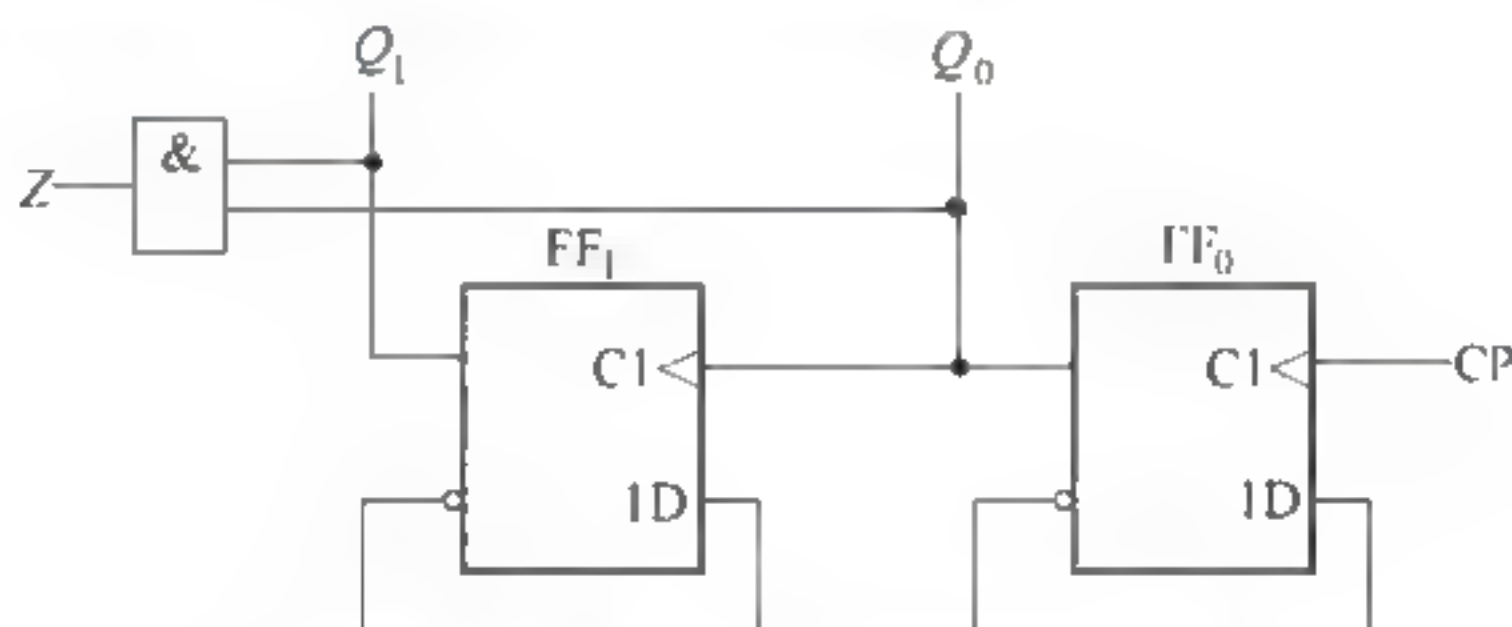 Q₁ Q₀
&
Z
FF₁ FF₀
C1 C1 CP
1D 1D